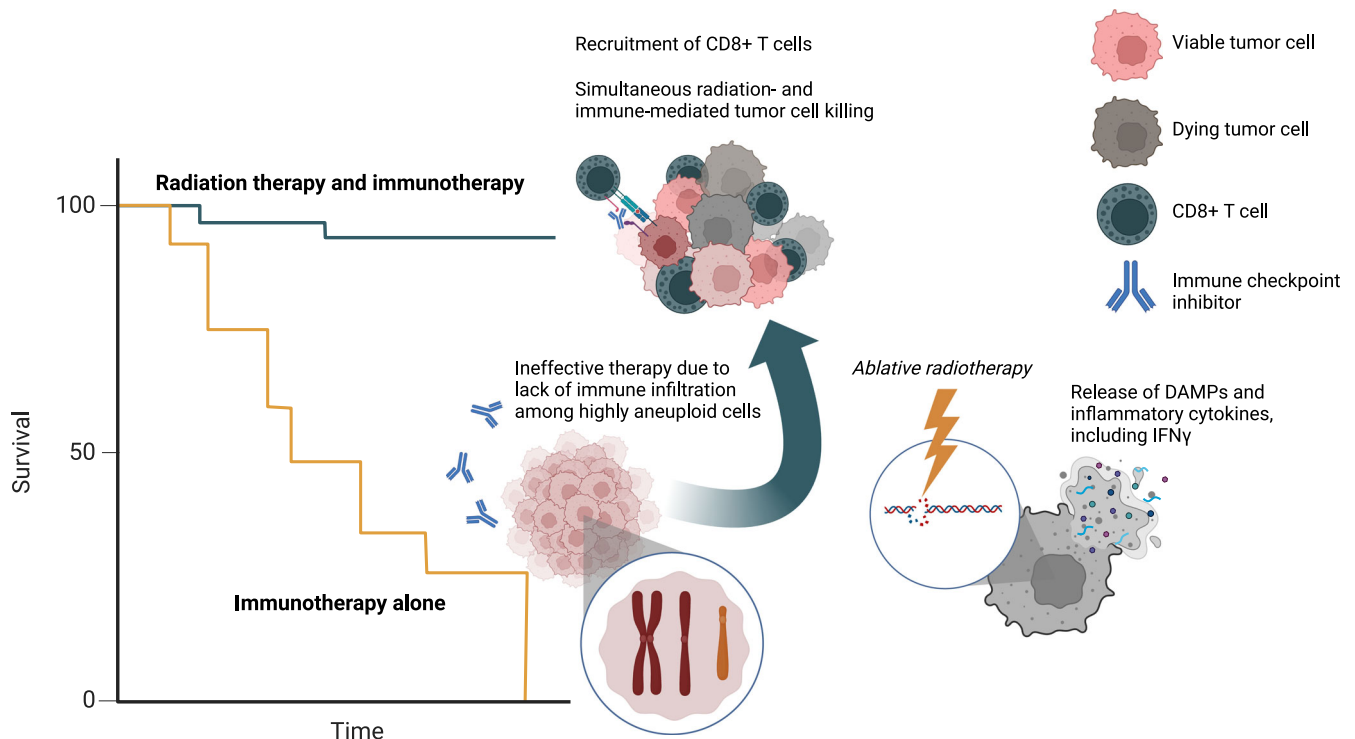 Recruitment of CD8+ T cells
Simultaneous radiation- and
immune-mediated tumor cell killing
Viable tumor cell
Dying tumor cell
CD8+ T cell
Immune checkpoint
inhibitor
Radiation therapy and immunotherapy
100
50
0
Survival
Time
Immunotherapy alone
Ineffective therapy due to
lack of immune infiltration
among highly aneuploid cells
Ablative radiotherapy
Release of DAMPs and
inflammatory cytokines,
including IFNγ